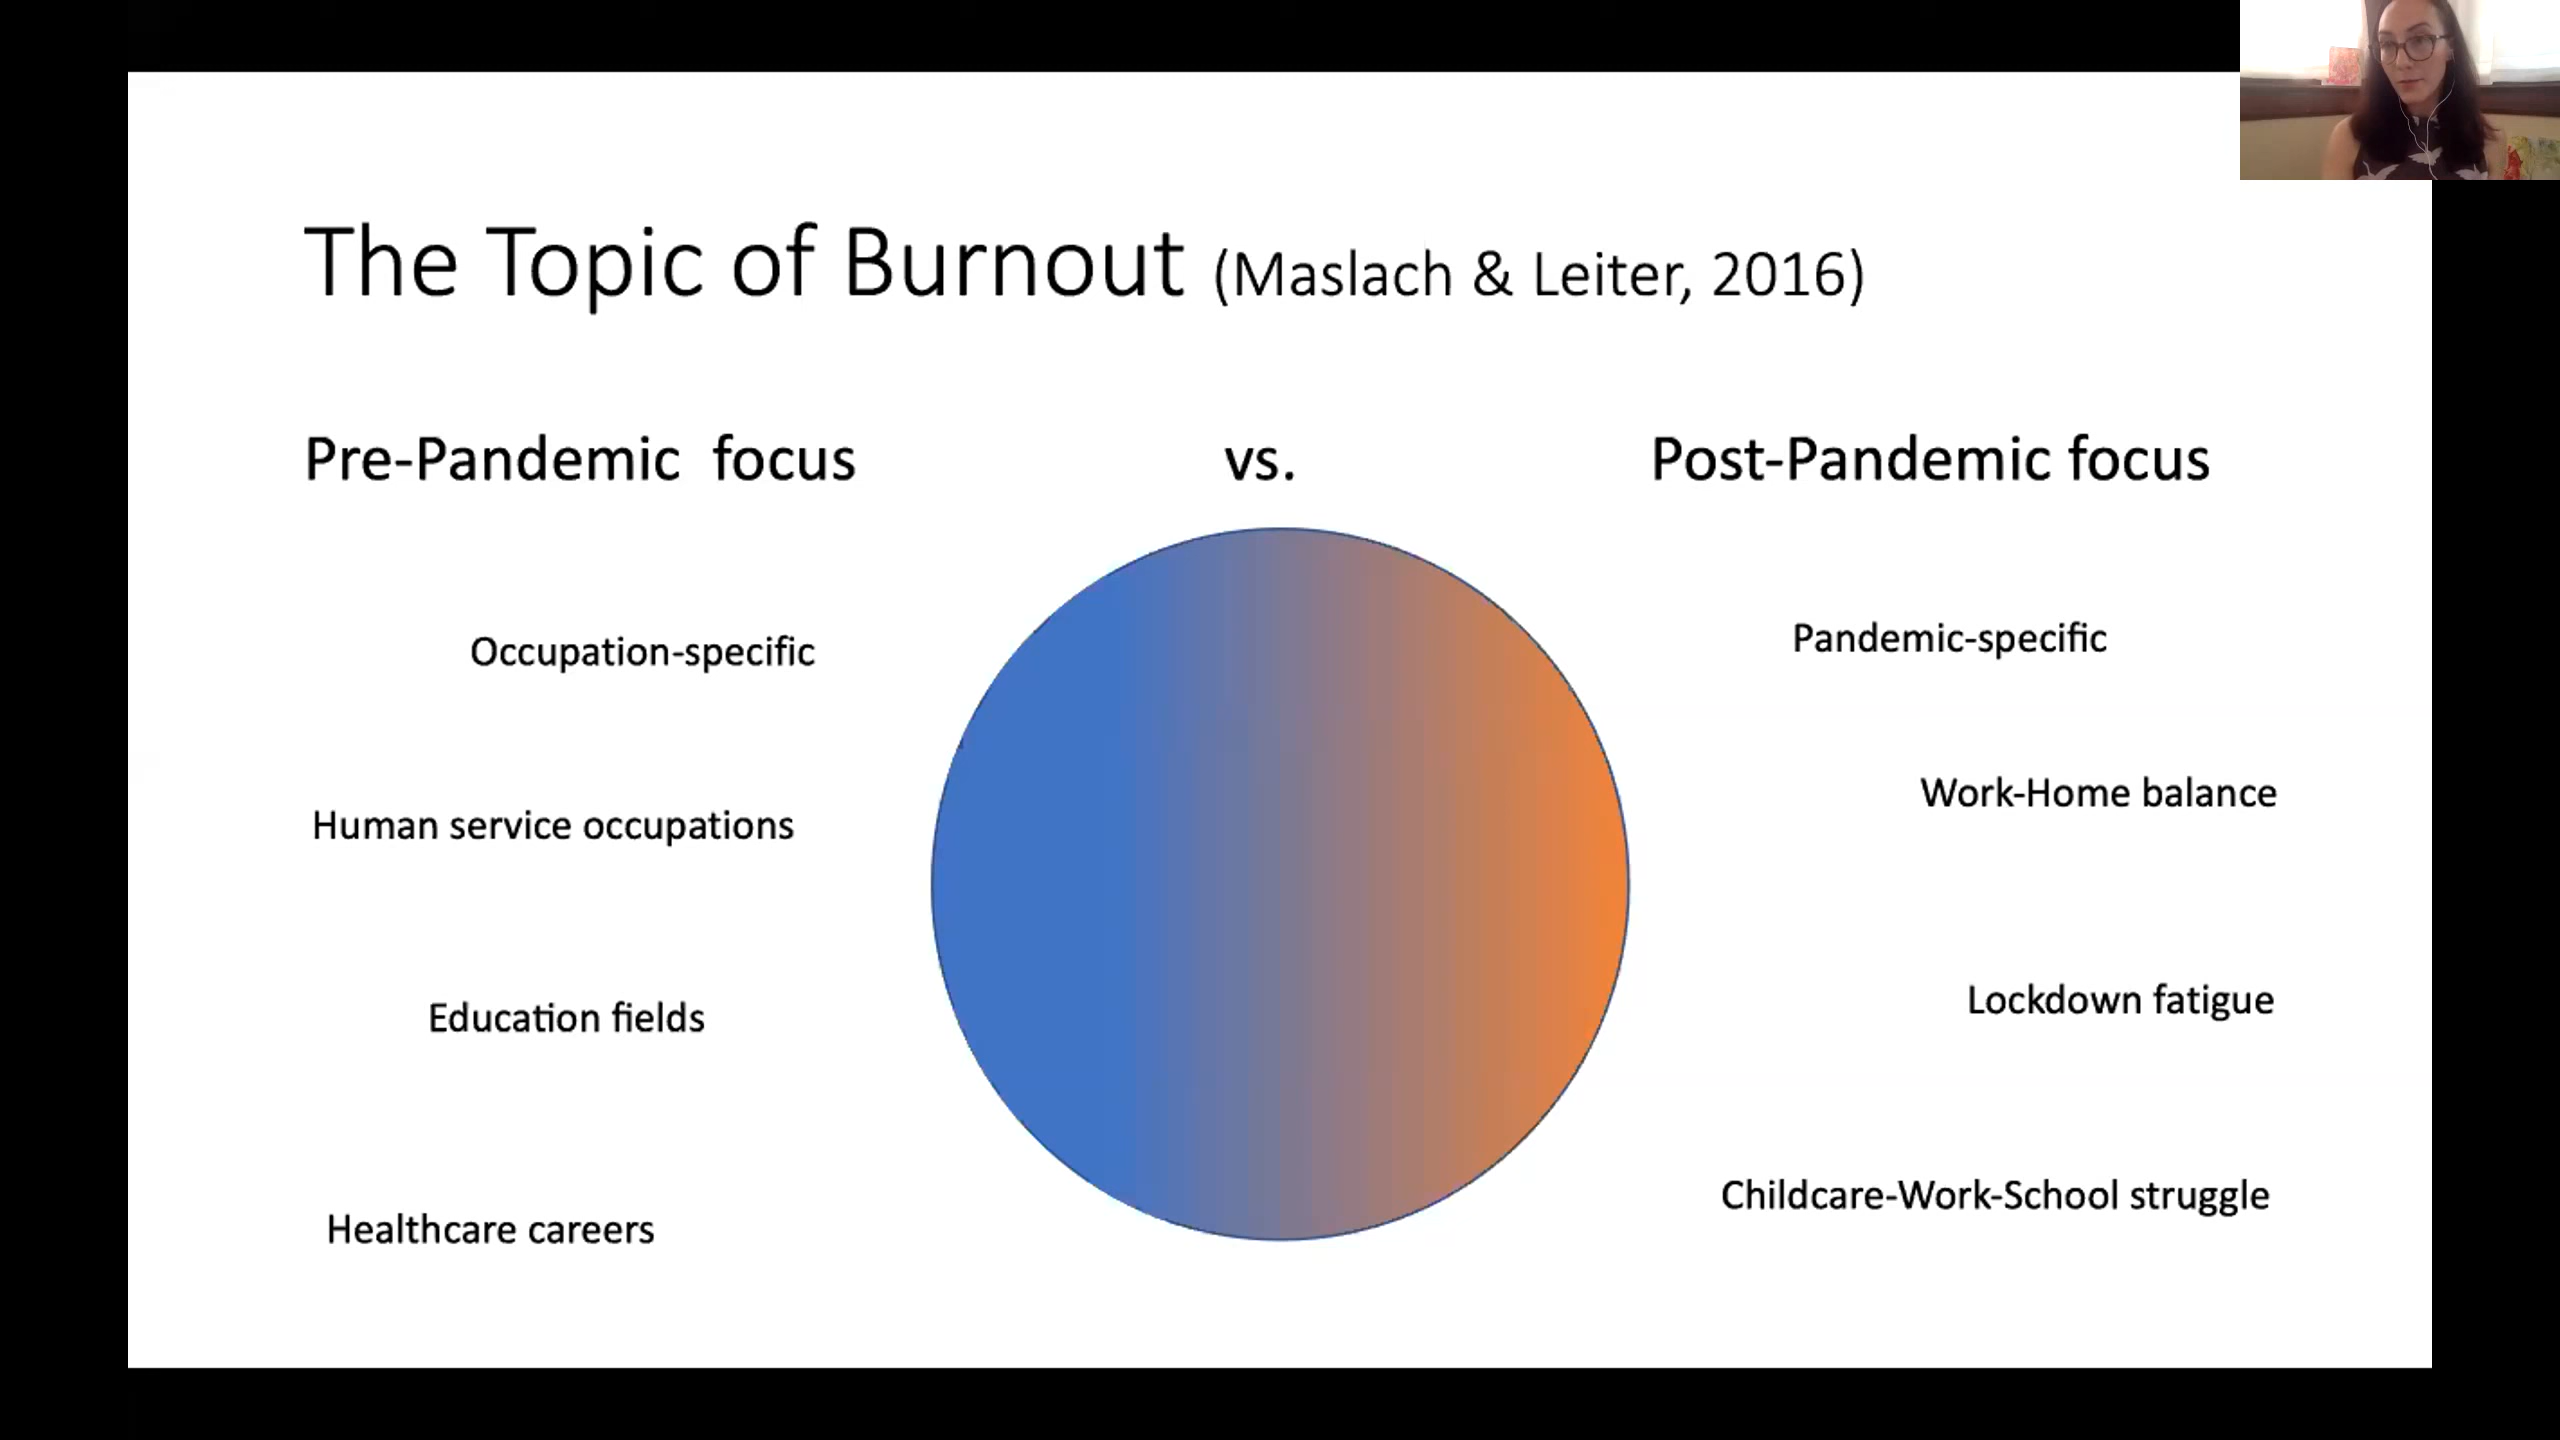 The Topic of Burnout (Maslach & Leiter, 2016)
Pre-Pandemic focus
vs.
Post-Pandemic focus
Occupation-specific
Human service occupations
Education fields
Healthcare careers
Pandemic-specific
Work-Home balance
Lockdown fatigue
Childcare-Work-School struggle